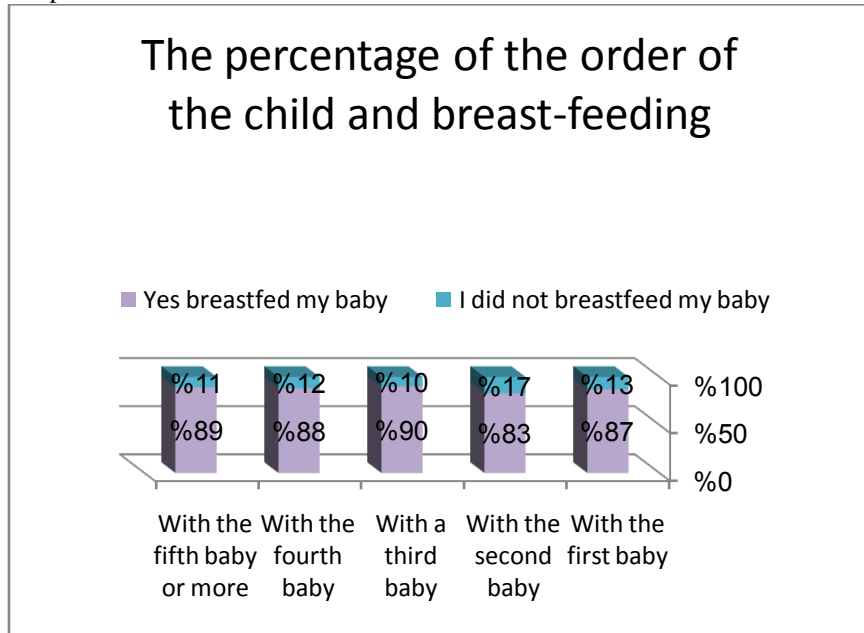 The percentage of the order of
the child and breast-feeding
Yes breastfed my baby
I did not breastfeed my baby
%11 %12 %10 %17 %13
%89 %88 %90 %83 %87
%100
%50
%0
With the fifth baby or more
With the fourth baby
With a third baby
With the second baby
With the first baby